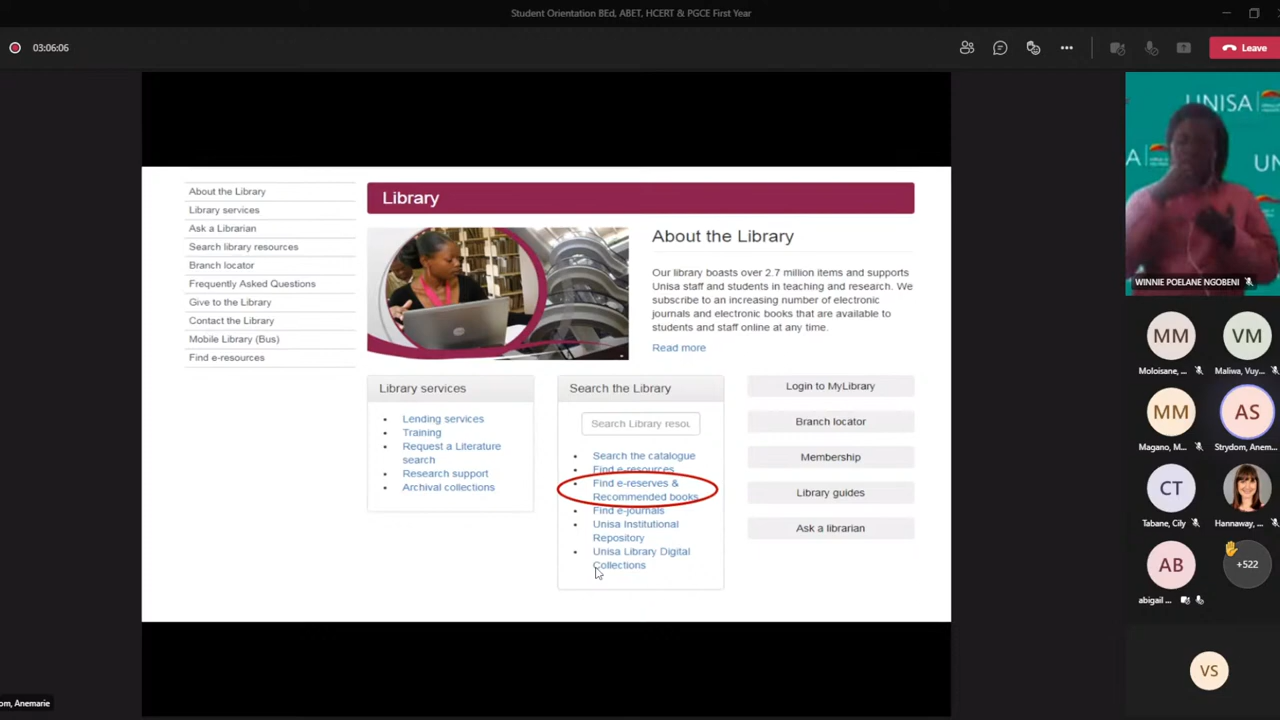 Student Orientation BEd, ABET, HCERT & PGCE First Year
03:06:06
Leave
About the Library
Library services
Ask a Librarian
Search library resources
Branch locator
Frequently Asked Questions
Give to the Library
Contact the Library
Mobile Library (Bus)
Find e-resources
Library
About the Library
Our library boasts over 2.7 million items and supports
Unisa staff and students in teaching and research. We
subscribe to an increasing number of electronic
journals and electronic books that are available to
students and staff online at any time.
Read more
Library services
Lending services
Training
Request a Literature
search
Research support
Archival collections
Search the Library
Search Library resou
Search the catalogue
Find e-resources
Find e-reserves &
Recommended books
Find e-journals
Unisa Institutional
Repository
Unisa Library Digital
Collections
Login to MyLibrary
Branch locator
Membership
Library guides
Ask a librarian
UNISA
UN
A
WINNIE POELANE NGOBENI
MM
Moloisane, ...
VM
Maliwa, Vuy...
MM
Magano, M...
AS
Strydom, Anem...
CT
Tabane, Cily
Hannaway, ...
AB
abigail ...
+522
VS
om, Anemarie